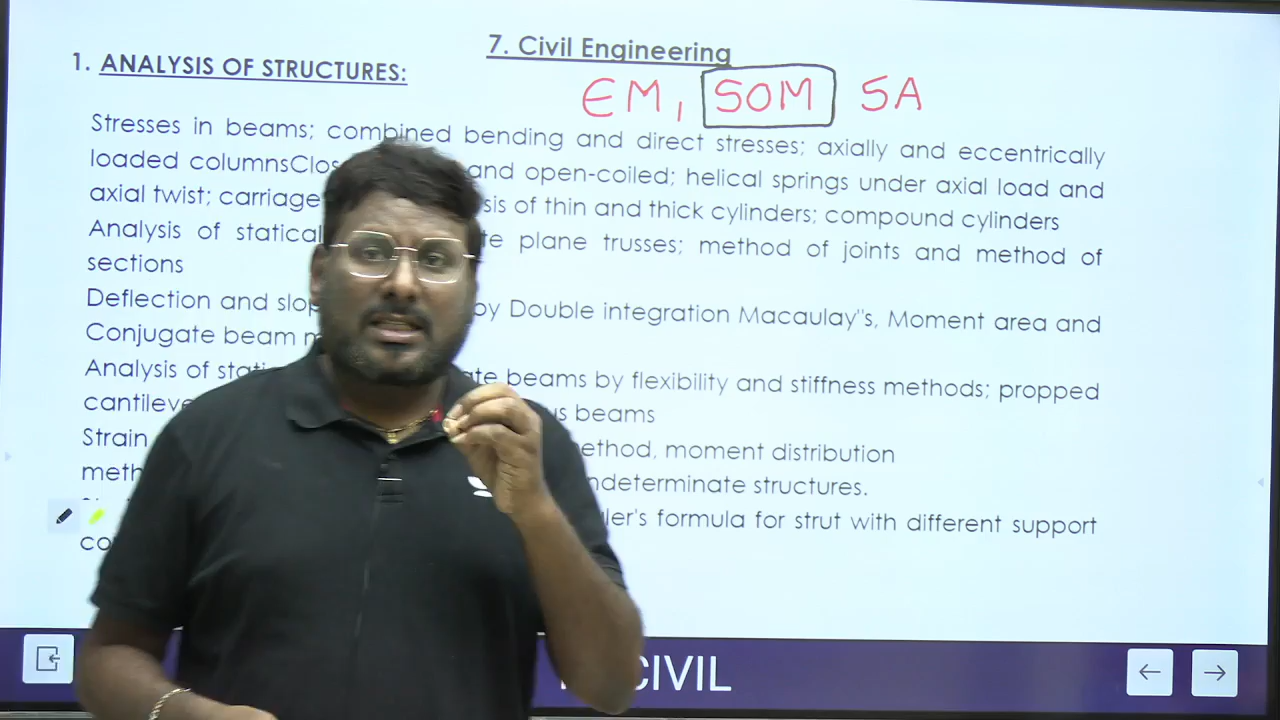 7. Civil Engineering
1. ANALYSIS OF STRUCTURES:
EM, SOM SA
Stresses in beams; combined bending and direct stresses; axially and eccentrically
loaded columnsClos and open-coiled; helical springs under axial load and
axial twist; carriage sis of thin and thick cylinders; compound cylinders
Analysis of statical te plane trusses; method of joints and method of
sections
Deflection and slop by Double integration Macaulay"s, Moment area and
Conjugate beam m
Analysis of stati ate beams by flexibility and stiffness methods; propped
cantileve us beams
Strain ethod, moment distribution
meth ndeterminate structures.
ler's formula for strut with different support
co
CIVIL